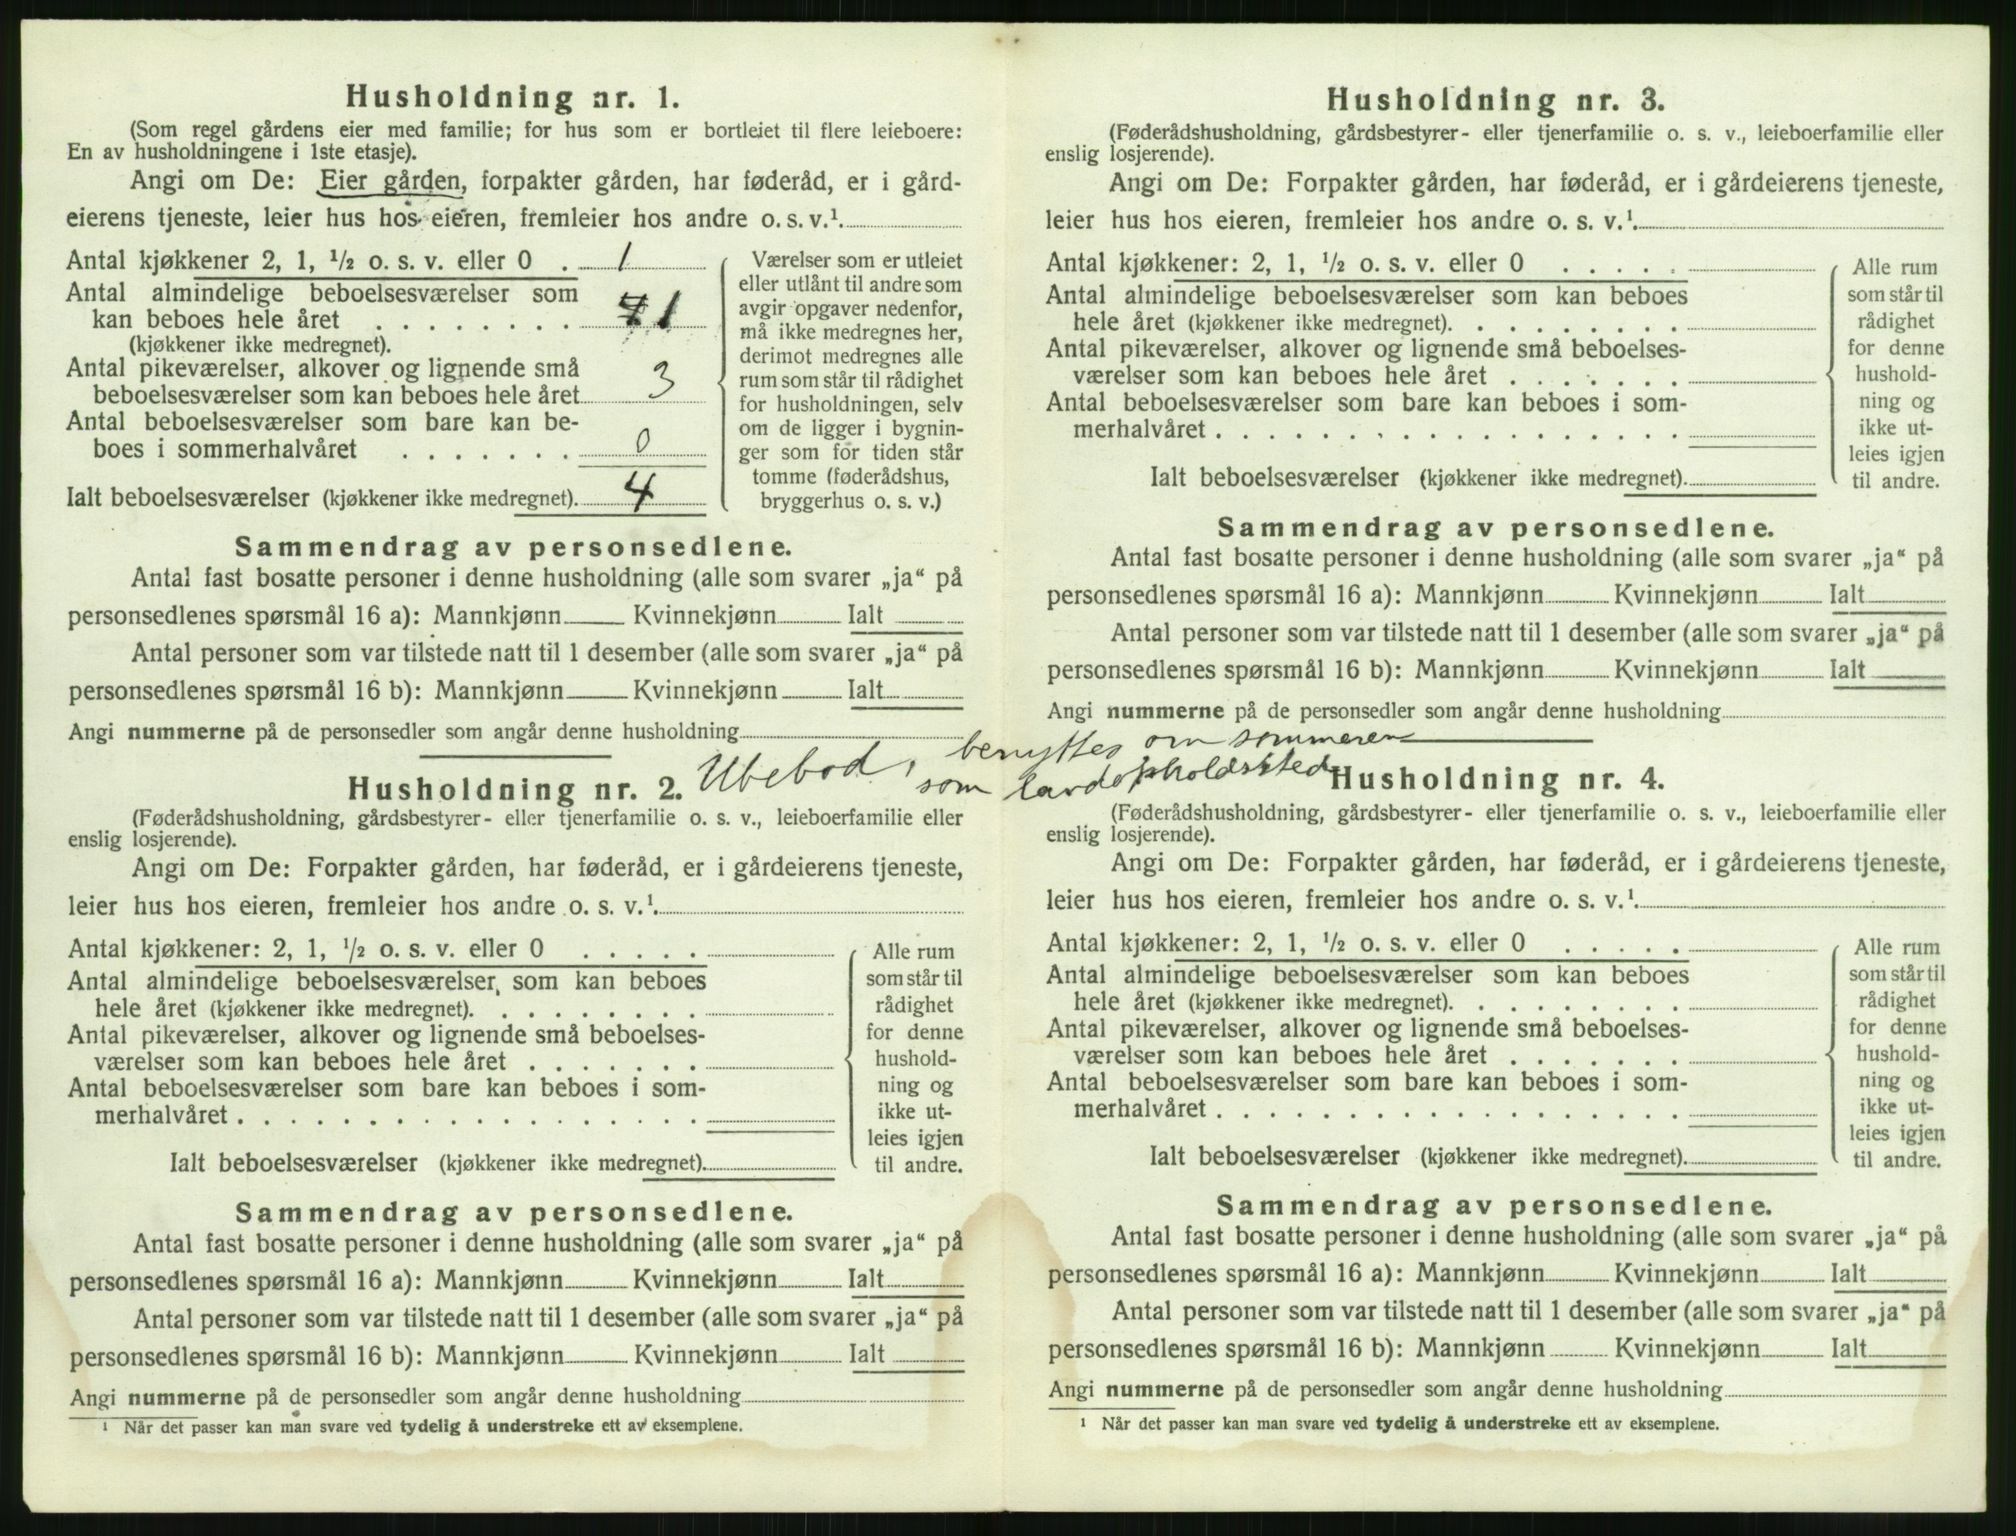 Husholdning nr. 1.
(Som regel gårdens eier med familie; for hus som er bortleiet til flere leieboere:
En av husholdningene i 1ste etasje).
Angi om De: Eier gården, forpakter gården, har føderåd, er i gård-
eierens tjeneste, leier hus hos eieren, fremleier hos andre o. s. v.¹
Antal kjøkkener 2, 1, ½ o. s. v. eller 0 . 1
Antal almindelige beboelsesværelser som
kan beboes hele året . . . . . . . . 1
(kjøkkener ikke medregnet).
Antal pikeværelser, alkover og lignende små
beboelsesværelser som kan beboes hele året 3
Antal beboelsesværelser som bare kan be-
boes i sommerhalvåret . . . . . . . 0
Ialt beboelsesværelser (kjøkkener ikke medregnet). 4
Værelser som er utleiet
eller utlånt til andre som
avgir opgaver nedenfor,
må ikke medregnes her,
derimot medregnes alle
rum som står til rådighet
for husholdningen, selv
om de ligger i bygnin-
ger som for tiden står
tomme (føderådshus,
bryggerhus o. s. v.)
Sammendrag av personsedlene.
Antal fast bosatte personer i denne husholdning (alle som svarer „ja“ på
personsedlenes spørsmål 16 a): Mannkjønn Kvinnekjønn Ialt
Antal personer som var tilstede natt til 1 desember (alle som svarer „ja“ på
personsedlenes spørsmål 16 b): Mannkjønn Kvinnekjønn Ialt
Angi nummerne på de personsedler som angår denne husholdning
Ubebod, benyttes om sommeren
som landopholdssted
Husholdning nr. 2.
(Føderådshusholdning, gårdsbestyrer- eller tjenerfamilie o. s. v., leieboerfamilie eller
enslig losjerende).
Angi om De: Forpakter gården, har føderåd, er i gårdeierens tjeneste,
leier hus hos eieren, fremleier hos andre o. s. v.¹
Antal kjøkkener: 2, 1, ½ o. s. v. eller 0 . . . . .
Antal almindelige beboelsesværelser som kan beboes
hele året (kjøkkener ikke medregnet). . . . . . . . .
Antal pikeværelser, alkover og lignende små beboelses-
værelser som kan beboes hele året . . . . . . .
Antal beboelsesværelser som bare kan beboes i som-
merhalvåret . . . . . . . . . . . . . . . . . .
Ialt beboelsesværelser (kjøkkener ikke medregnet).
Alle rum
som står til
rådighet
for denne
hushold-
ning og
ikke ut-
leies igjen
til andre.
Sammendrag av personsedlene.
Antal fast bosatte personer i denne husholdning (alle som svarer „ja“ på
personsedlenes spørsmål 16 a): Mannkjønn Kvinnekjønn Ialt
Antal personer som var tilstede natt til 1 desember (alle som svarer „ja“ på
personsedlenes spørsmål 16 b): Mannkjønn Kvinnekjønn Ialt
Angi nummerne på de personsedler som angår denne husholdning
¹ Når det passer kan man svare ved tydelig å understreke ett av eksemplene.
Husholdning nr. 3.
(Føderådshusholdning, gårdsbestyrer- eller tjenerfamilie o. s. v., leieboerfamilie eller
enslig losjerende).
Angi om De: Forpakter gården, har føderåd, er i gårdeierens tjeneste,
leier hus hos eieren, fremleier hos andre o. s. v.¹
Antal kjøkkener: 2, 1, ½ o. s. v. eller 0 . . . . .
Antal almindelige beboelsesværelser som kan beboes
hele året (kjøkkener ikke medregnet). . . . . . . . .
Antal pikeværelser, alkover og lignende små beboelses-
værelser som kan beboes hele året . . . . . . .
Antal beboelsesværelser som bare kan beboes i som-
merhalvåret . . . . . . . . . . . . . . . . . .
Ialt beboelsesværelser (kjøkkener ikke medregnet).
Alle rum
som står til
rådighet
for denne
hushold-
ning og
ikke ut-
leies igjen
til andre.
Sammendrag av personsedlene.
Antal fast bosatte personer i denne husholdning (alle som svarer „ja“ på
personsedlenes spørsmål 16 a): Mannkjønn Kvinnekjønn Ialt
Antal personer som var tilstede natt til 1 desember (alle som svarer „ja“ på
personsedlenes spørsmål 16 b): Mannkjønn Kvinnekjønn Ialt
Angi nummerne på de personsedler som angår denne husholdning
Husholdning nr. 4.
(Føderådshusholdning, gårdsbestyrer- eller tjenerfamilie o. s. v., leieboerfamilie eller
enslig losjerende).
Angi om De: Forpakter gården, har føderåd, er i gårdeierens tjeneste,
leier hus hos eieren, fremleier hos andre o. s. v.¹
Antal kjøkkener: 2, 1, ½ o. s. v. eller 0 . . . . .
Antal almindelige beboelsesværelser som kan beboes
hele året (kjøkkener ikke medregnet). . . . . . . . .
Antal pikeværelser, alkover og lignende små beboelses-
værelser som kan beboes hele året . . . . . . .
Antal beboelsesværelser som bare kan beboes i som-
merhalvåret . . . . . . . . . . . . . . . . . .
Ialt beboelsesværelser (kjøkkener ikke medregnet).
Alle rum
som står til
rådighet
for denne
hushold-
ning og
ikke ut-
leies igjen
til andre.
Sammendrag av personsedlene.
Antal fast bosatte personer i denne husholdning (alle som svarer „ja“ på
personsedlenes spørsmål 16 a): Mannkjønn Kvinnekjønn Ialt
Antal personer som var tilstede natt til 1 desember (alle som svarer „ja“ på
personsedlenes spørsmål 16 b): Mannkjønn Kvinnekjønn Ialt
Angi nummerne på de personsedler som angår denne husholdning
¹ Når det passer kan man svare ved tydelig å understreke ett av eksemplene.